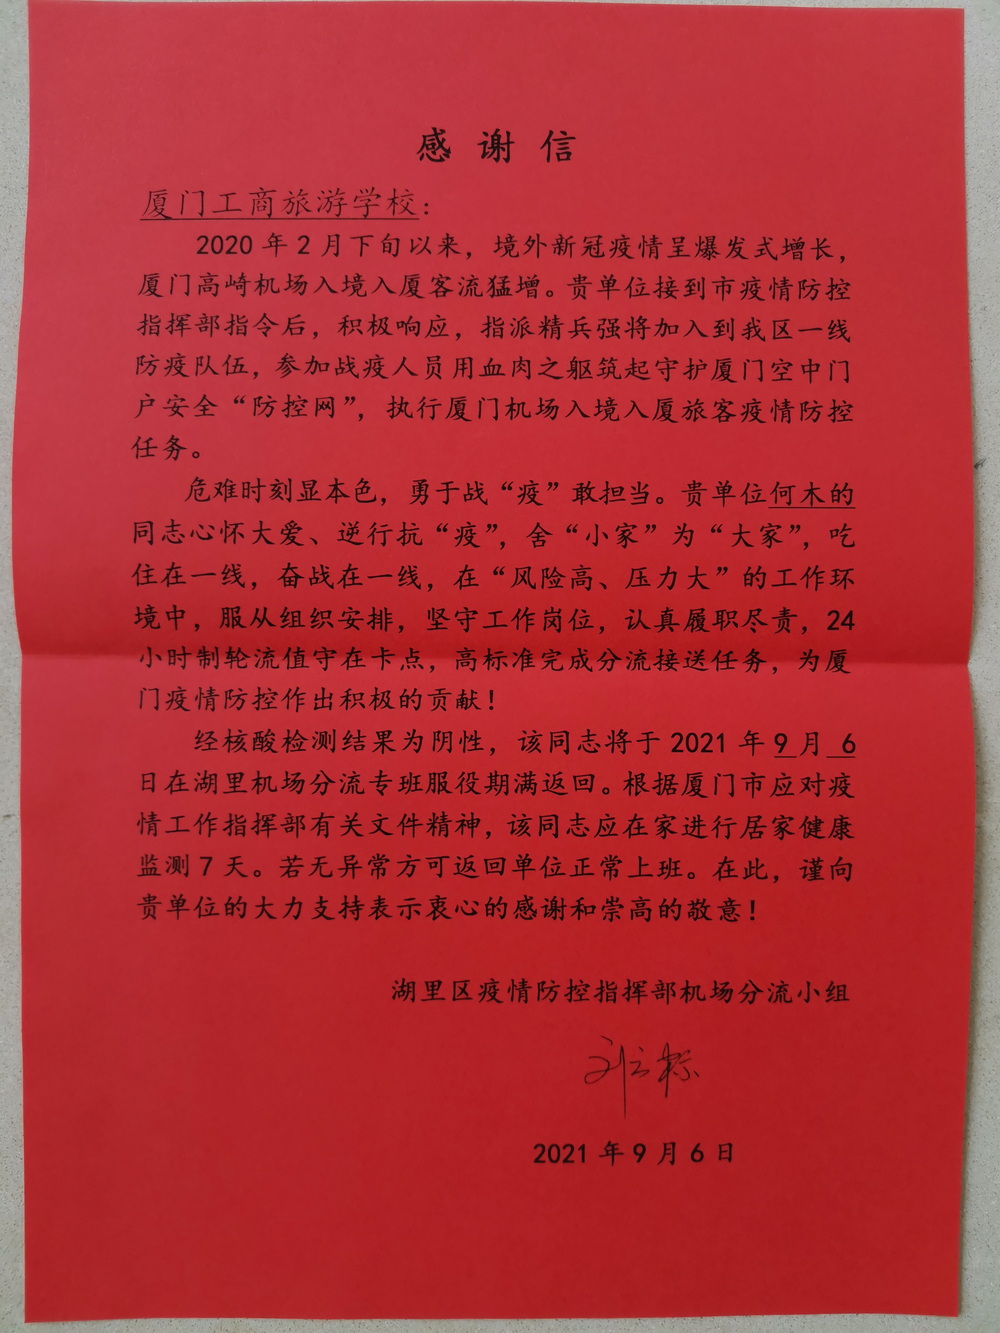 感 谢 信
厦门工商旅游学校：
2020 年 2 月下旬以来，境外新冠疫情呈爆发式增长，
厦门高崎机场入境入厦客流猛增。贵单位接到市疫情防控
指挥部指令后，积极响应，指派精兵强将加入到我区一线
防疫队伍，参加战疫人员用血肉之躯筑起守护厦门空中门
户安全“防控网”，执行厦门机场入境入厦旅客疫情防控
任务。
危难时刻显本色，勇于战“疫”敢担当。贵单位何木的
同志心怀大爱、逆行抗“疫”，舍“小家”为“大家”，吃
住在一线，奋战在一线，在“风险高、压力大”的工作环
境中，服从组织安排，坚守工作岗位，认真履职尽责，24
小时制轮流值守在卡点，高标准完成分流接送任务，为厦
门疫情防控作出积极的贡献！
经核酸检测结果为阴性，该同志将于 2021 年 9 月 6
日在湖里机场分流专班服役期满返回。根据厦门市应对疫
情工作指挥部有关文件精神，该同志应在家进行居家健康
监测 7 天。若无异常方可返回单位正常上班。在此，谨向
贵单位的大力支持表示衷心的感谢和崇高的敬意！
湖里区疫情防控指挥部机场分流小组
2021 年 9 月 6 日